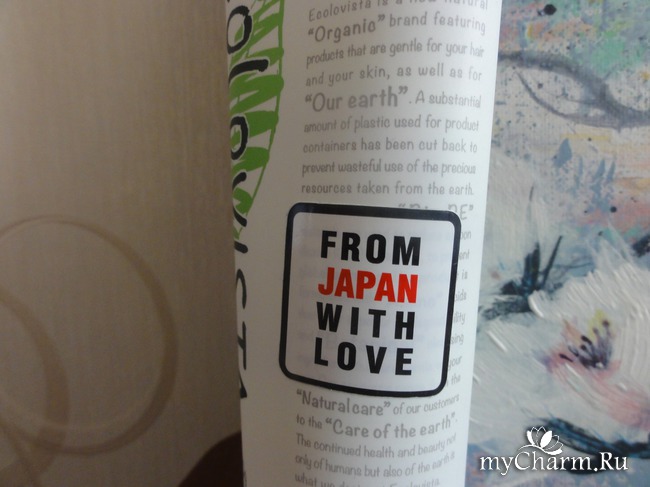 Ecolovista is a new natural
"Organic" brand featuring
products that are gentle for your hair
and your skin, as well as for
"Our earth". A substantial
amount of plastic used for product
containers has been cut back to
prevent wasteful use of the precious
resources taken from the earth.
FROM
JAPAN
WITH
LOVE
"Naturalcare" of our customers
to the "Care of the earth".
The continued health and beauty not
only of humans but also of the earth is
myCharm.Ru